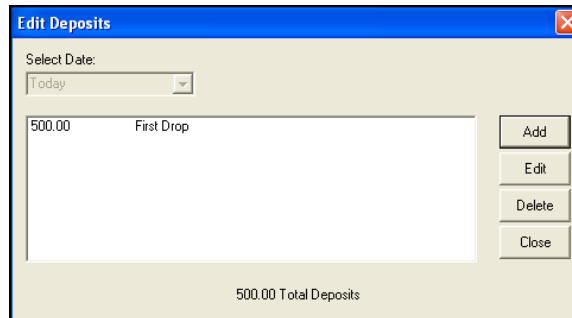 Edit Deposits
Select Date:
Today
500.00 First Drop
Add
Edit
Delete
Close
500.00 Total Deposits